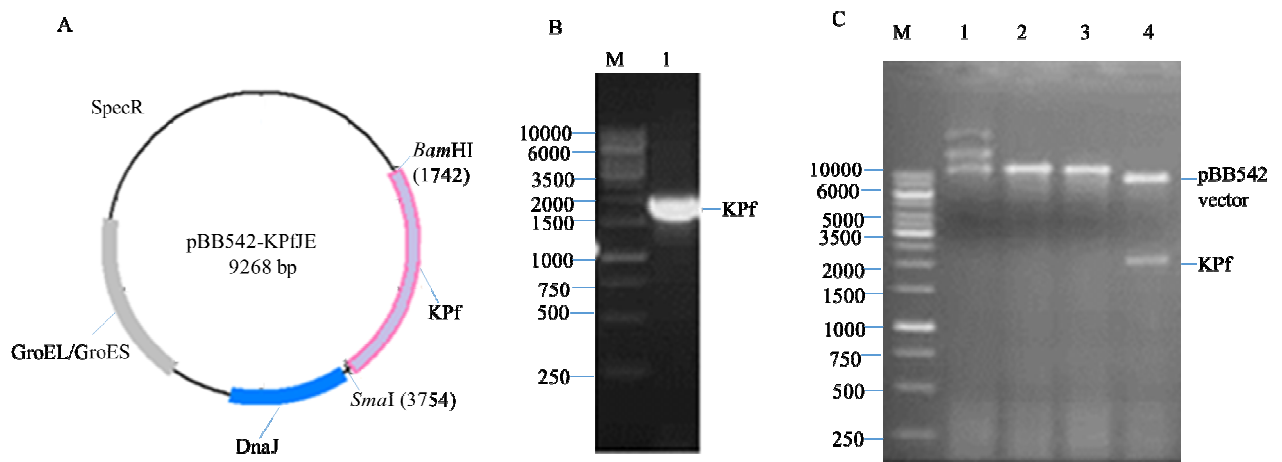 A
SpecR
BamHI
(1742)
pBB542-KPfJE
9268 bp
KPf
GroEL/GroES
SmaI (3754)
DnaJ
B
M 1
10000
6000
3500
2000
1500
1000
750
500
250
KPf
C
M 1 2 3 4
10000
6000
5000
3500
2000
1500
1000
750
500
250
pBB542
vector
KPf